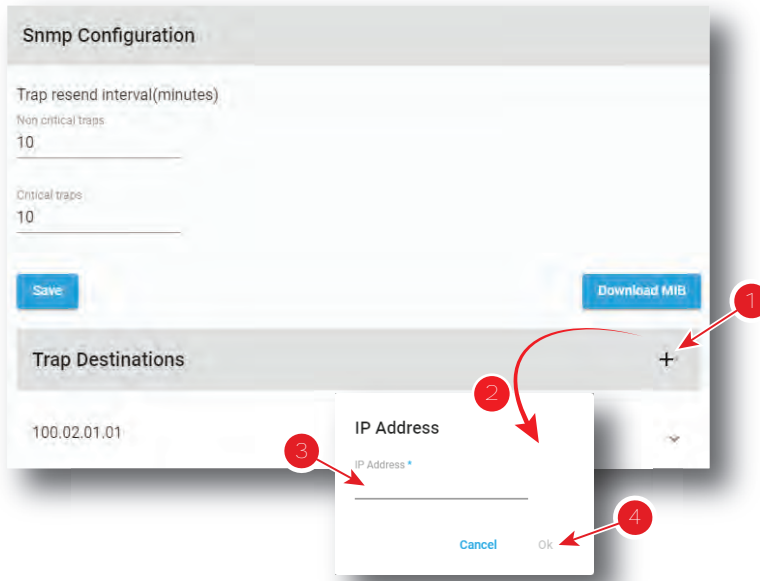 Snmp Configuration
Trap resend interval(minutes)
Non critical traps
10
Critical traps
10
Save
Download MIB
1
Trap Destinations
+
2
100.02.01.01
IP Address
3
IP Address *
4
Cancel
Ok